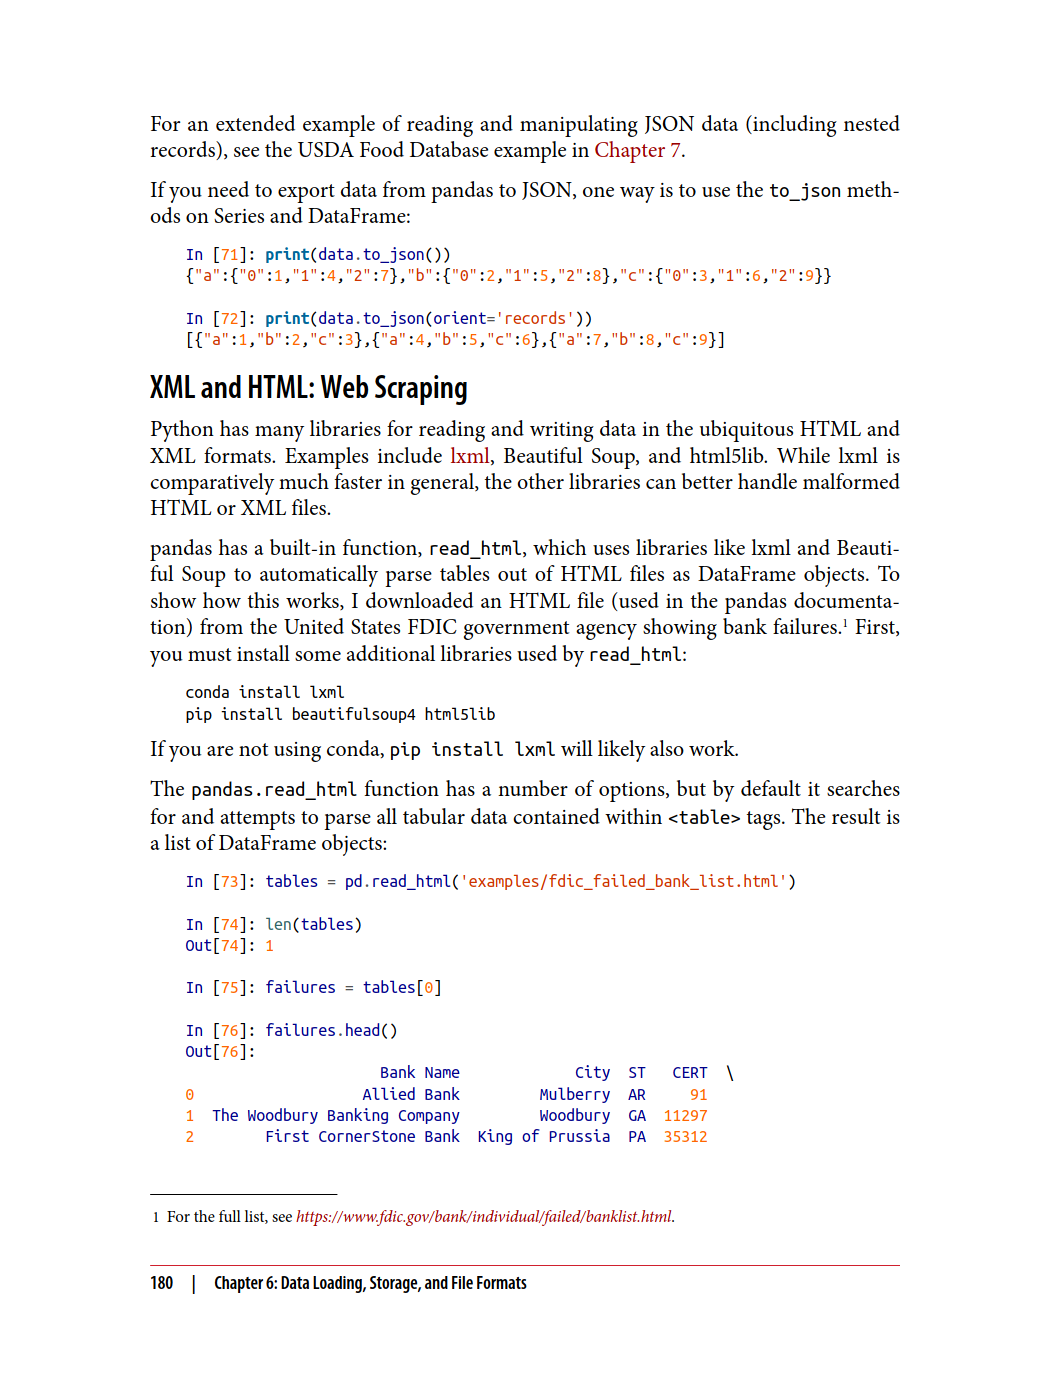 For an extended example of reading and manipulating JSON data (including nested
records), see the USDA Food Database example in Chapter 7.
If you need to export data from pandas to JSON, one way is to use the to_json meth-
ods on Series and DataFrame:
In [71]: print(data.to_json())
{"a":{"0":1,"1":4,"2":7},"b":{"0":2,"1":5,"2":8},"c":{"0":3,"1":6,"2":9}}
In [72]: print(data.to_json(orient='records'))
[{"a":1,"b":2,"c":3},{"a":4,"b":5,"c":6},{"a":7,"b":8,"c":9}]
XML and HTML: Web Scraping
Python has many libraries for reading and writing data in the ubiquitous HTML and
XML formats. Examples include lxml, Beautiful Soup, and html5lib. While lxml is
comparatively much faster in general, the other libraries can better handle malformed
HTML or XML files.
pandas has a built-in function, read_html, which uses libraries like lxml and Beauti-
ful Soup to automatically parse tables out of HTML files as DataFrame objects. To
show how this works, I downloaded an HTML file (used in the pandas documenta-
tion) from the United States FDIC government agency showing bank failures.1 First,
you must install some additional libraries used by read_html:
conda install lxml
pip install beautifulsoup4 html5lib
If you are not using conda, pip install lxml will likely also work.
The pandas.read_html function has a number of options, but by default it searches
for and attempts to parse all tabular data contained within <table> tags. The result is
a list of DataFrame objects:
In [73]: tables = pd.read_html('examples/fdic_failed_bank_list.html')
In [74]: len(tables)
Out[74]: 1
In [75]: failures = tables[0]
In [76]: failures.head()
Out[76]:
Bank Name City ST CERT \
0 Allied Bank Mulberry AR 91
1 The Woodbury Banking Company Woodbury GA 11297
2 First CornerStone Bank King of Prussia PA 35312
1 For the full list, see https://www.fdic.gov/bank/individual/failed/banklist.html.
180 | Chapter 6: Data Loading, Storage, and File Formats